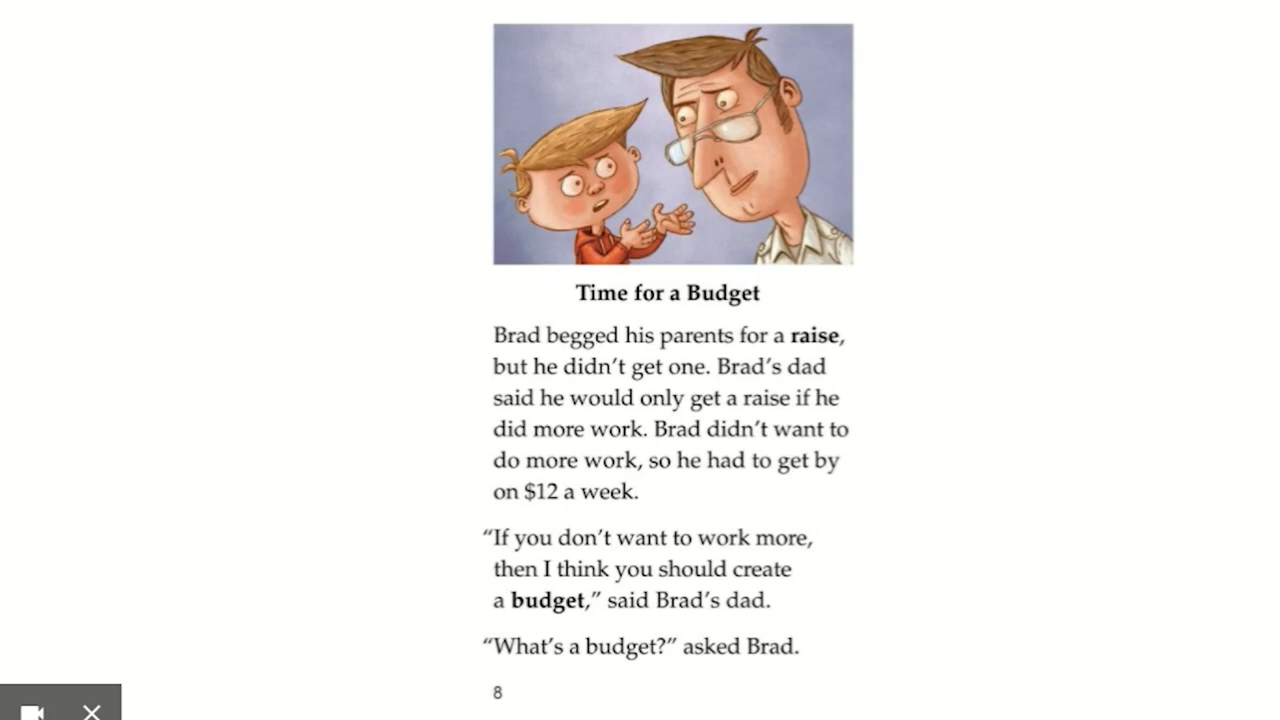 Time for a Budget
Brad begged his parents for a raise,
but he didn’t get one. Brad’s dad
said he would only get a raise if he
did more work. Brad didn’t want to
do more work, so he had to get by
on $12 a week.
“If you don’t want to work more,
then I think you should create
a budget,” said Brad’s dad.
“What’s a budget?” asked Brad.
8